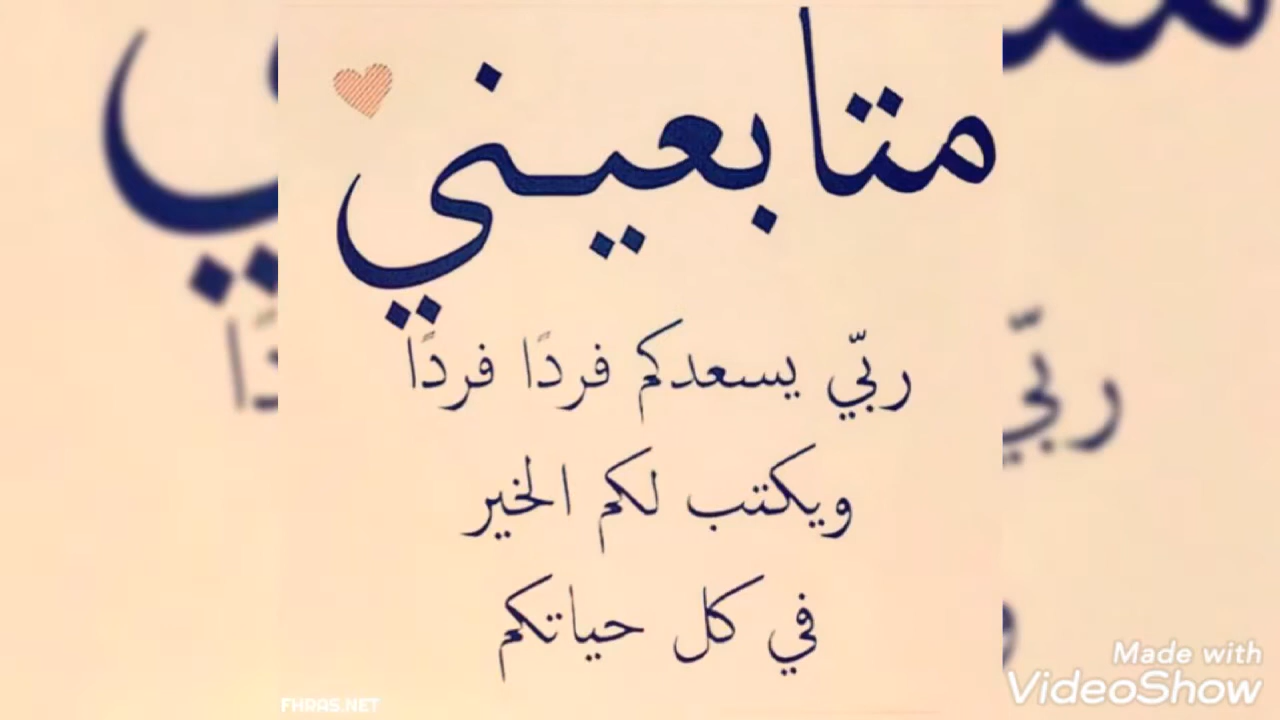 متابعيني
ربّي يسعدكم فردًا فردًا
ويكتب لكم الخير
في كل حياتكم
FHRAS.NET
Made with
VideoShow